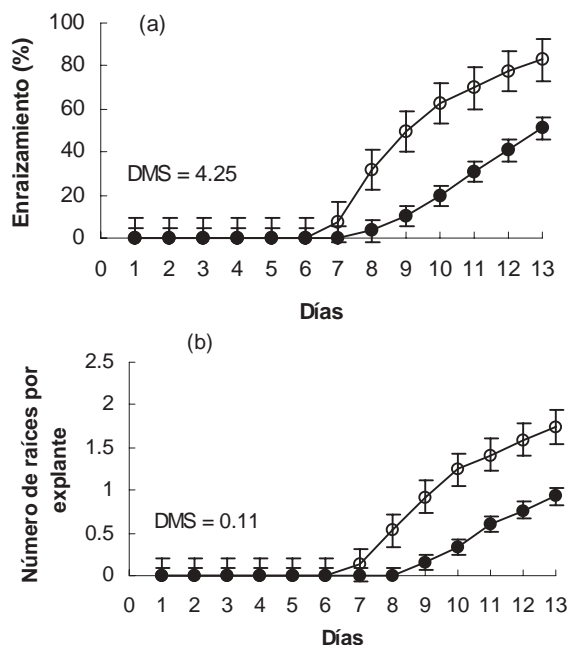 (a)
Enraizamiento (%)
100
80
60
40
20
0
DMS = 4.25
0 1 2 3 4 5 6 7 8 9 10 11 12 13
Días
(b)
Número de raíces por
explante
2.5
2
1.5
1
0.5
0
DMS = 0.11
0 1 2 3 4 5 6 7 8 9 10 11 12 13
Días